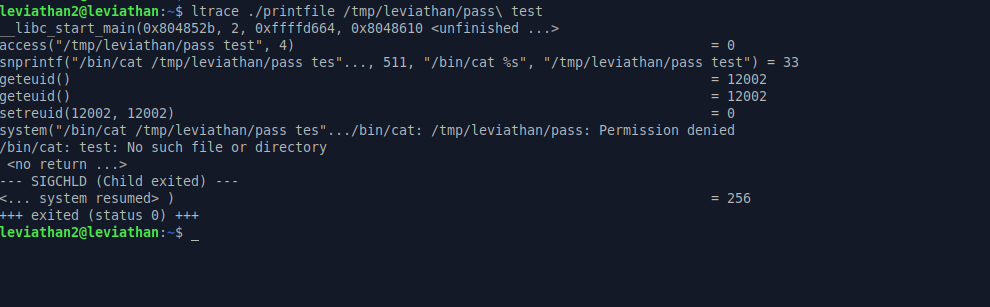 leviathan2@leviathan:~$ ltrace ./printfile /tmp/leviathan/pass\ test
__libc_start_main(0x804852b, 2, 0xffffd664, 0x8048610 <unfinished ...>
access("/tmp/leviathan/pass test", 4) = 0
snprintf("/bin/cat /tmp/leviathan/pass tes"..., 511, "/bin/cat %s", "/tmp/leviathan/pass test") = 33
geteuid() = 12002
geteuid() = 12002
setreuid(12002, 12002) = 0
system("/bin/cat /tmp/leviathan/pass tes".../bin/cat: /tmp/leviathan/pass: Permission denied
/bin/cat: test: No such file or directory
<no return ...>
--- SIGCHLD (Child exited) ---
<... system resumed> ) = 256
+++ exited (status 0) +++
leviathan2@leviathan:~$ _